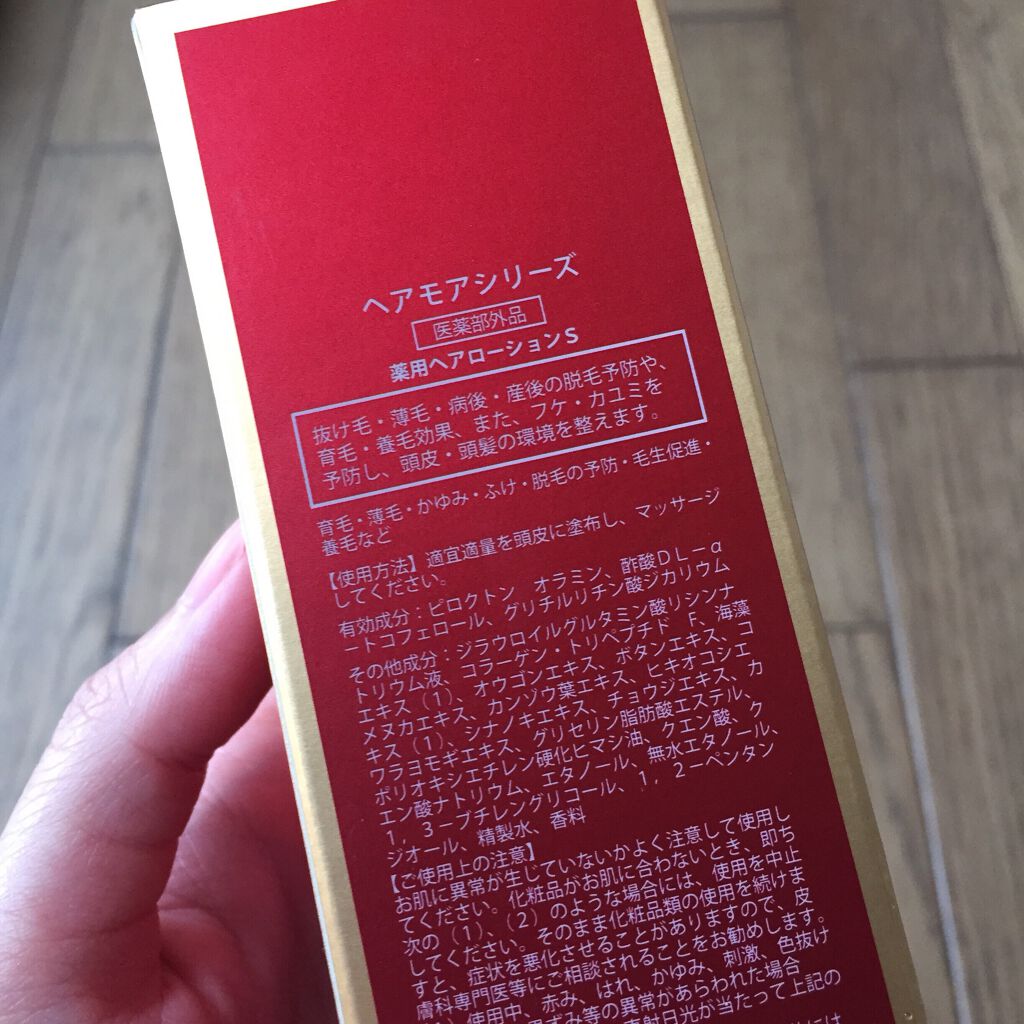 ヘアモアシリーズ
医薬部外品
薬用ヘアローションS
抜け毛・薄毛・病後・産後の脱毛予防や、
育毛・養毛効果、また、フケ・カユミを
予防し、頭皮・頭髪の環境を整えます。
育毛・薄毛・かゆみ・ふけ・脱毛の予防・毛生促進・
養毛など
【使用方法】適宜適量を頭皮に塗布し、マッサージ
してください。
有効成分：ピロクトン　オラミン、酢酸DL－α
－トコフェロール、グリチルリチン酸ジカリウム
その他成分：ジラウロイルグルタミン酸リシンナ
トリウム液、コラーゲン・トリペプチド　F、海藻
エキス（1）、オウゴンエキス、ボタンエキス、コ
メヌカエキス、カンゾウ葉エキス、ヒキオコシエ
キス（1）、シナノキエキス、チョウジエキス、カ
ワラヨモギエキス、グリセリン脂肪酸エステル、
ポリオキシエチレン硬化ヒマシ油、クエン酸、ク
エン酸ナトリウム、エタノール、無水エタノール、
1，3－ブチレングリコール、1，2－ペンタン
ジオール、精製水、香料
【ご使用上の注意】
お肌に異常が生じていないかよく注意して使用し
てください。化粧品がお肌に合わないとき、即ち
次の（1）、（2）のような場合には、使用を中止
してください。そのまま化粧品類の使用を続けま
すと、症状を悪化させることがありますので、皮
膚科専門医等にご相談されることをお勧めします。
使用中、赤み、はれ、かゆみ、刺激、色抜け
等の異常があらわれた場合
直射日光が当たって上記の